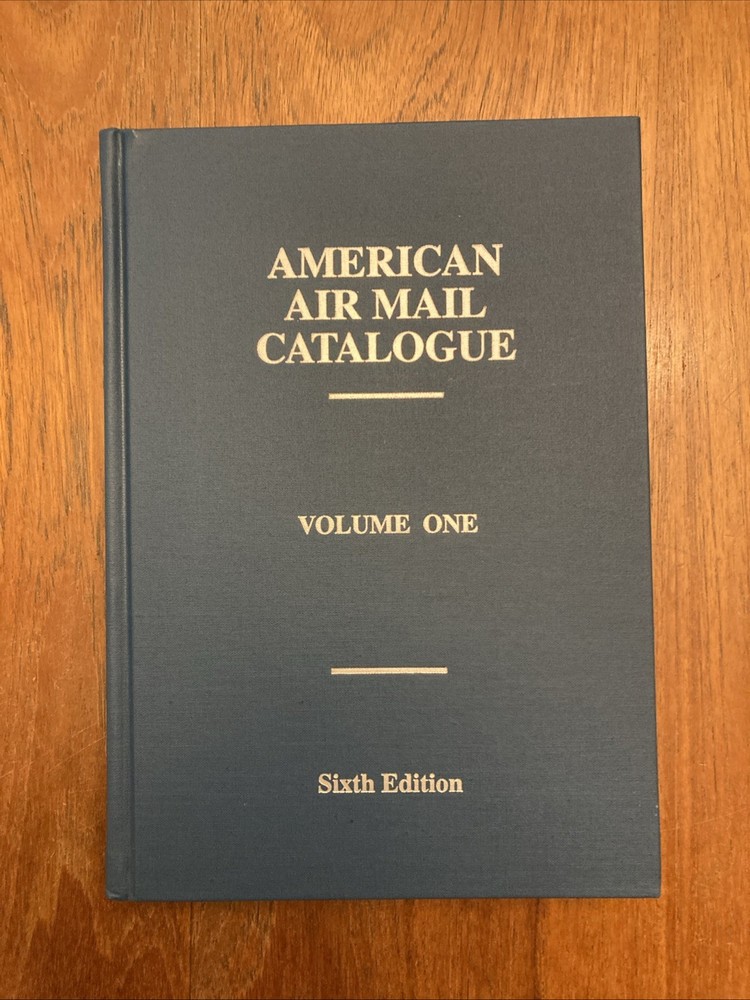 AMERICAN
AIR MAIL
CATALOGUE
VOLUME ONE
Sixth Edition